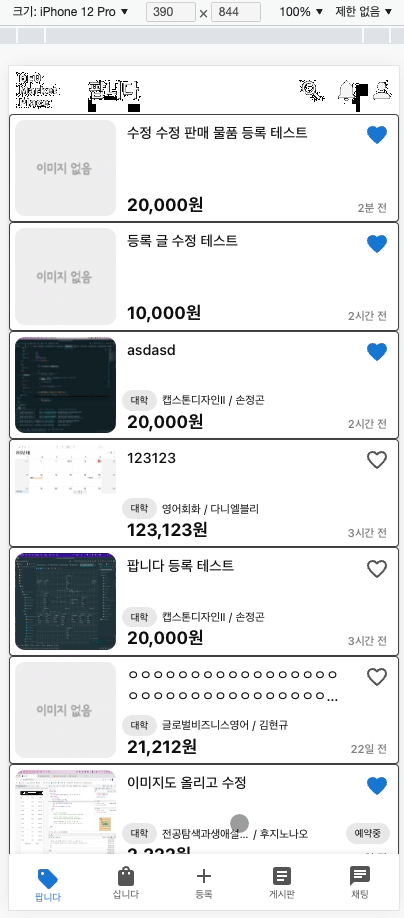 크기: iPhone 12 Pro ▼ 390 × 844 100% ▼ 제한 없음 ▼
팝니다
이미지 없음
수정 수정 판매 물품 등록 테스트
20,000원
2분 전
이미지 없음
등록 글 수정 테스트
10,000원
2시간 전
asdasd
대학 캡스톤디자인II / 손정곤
20,000원
2시간 전
123123
대학 영어회화 / 다니엘블리
123,123원
3시간 전
팝니다 등록 테스트
대학 캡스톤디자인II / 손정곤
20,000원
3시간 전
이미지 없음
ㅇㅇㅇㅇㅇㅇㅇㅇㅇㅇㅇㅇㅇㅇㅇㅇㅇ
ㅇㅇㅇㅇㅇㅇㅇㅇㅇㅇㅇㅇㅇㅇㅇㅇ...
대학 글로벌비즈니스영어 / 김현규
21,212원
22일 전
이미지도 올리고 수정
대학 전공탐색과생애설... / 후지노나오
예약중
2,222원
팝니다 삽니다 등록 게시판 채팅